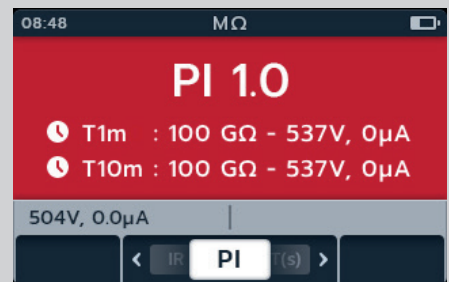 08:48 MΩ
PI 1.0
T1m : 100 GΩ - 537V, 0µA
T10m : 100 GΩ - 537V, 0µA
504V, 0.0µA
< IR PI T(s) >